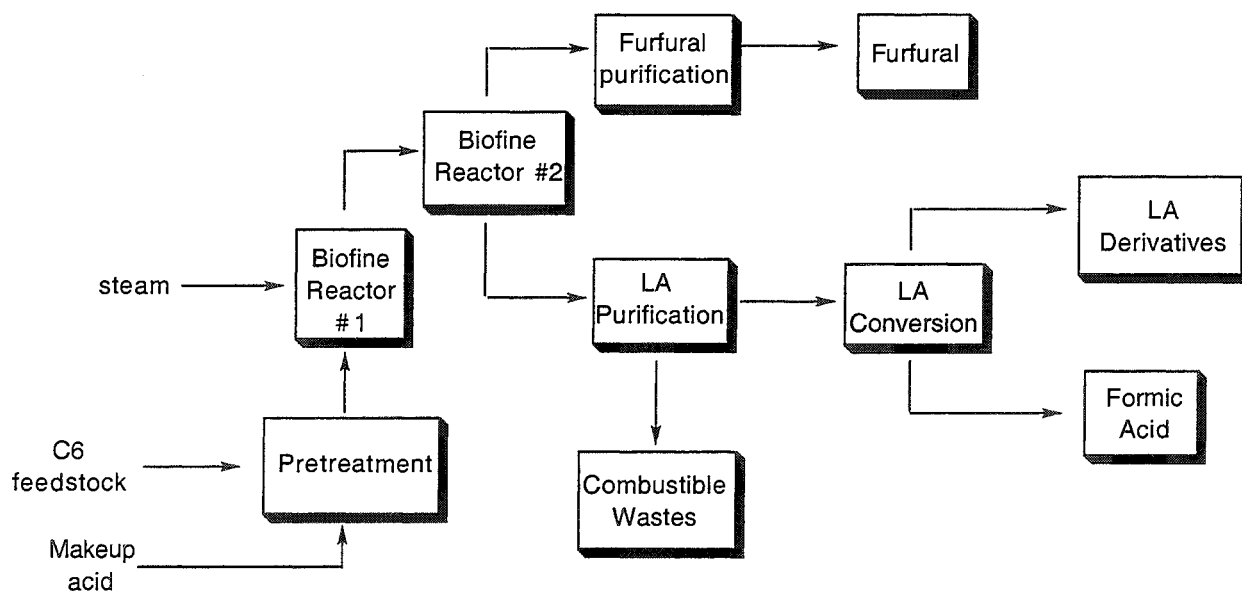 Furfural
purification
Furfural
Biofine
Reactor #2
LA
Derivatives
Biofine
Reactor
#1
steam
LA
Purification
LA
Conversion
Formic
Acid
C6
feedstock
Pretreatment
Combustible
Wastes
Makeup
acid